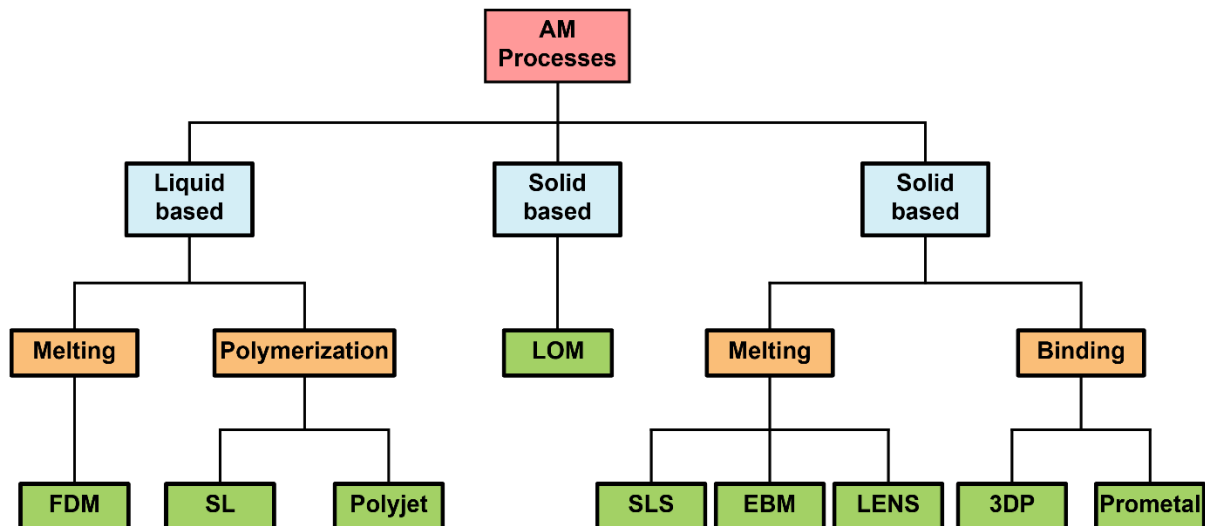 AM
Processes
Liquid
based
Solid
based
Solid
based
Melting
Polymerization
LOM
Melting
Binding
FDM
SL
Polyjet
SLS
EBM
LENS
3DP
Prometal